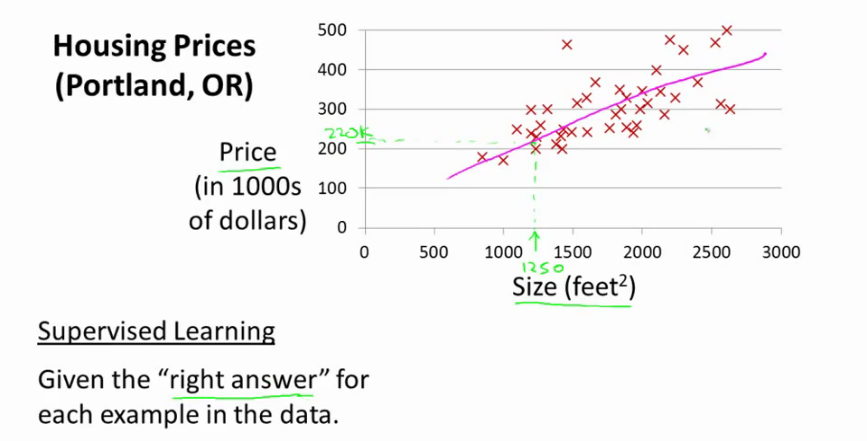 Housing Prices
(Portland, OR)
Price
(in 1000s
of dollars)
500
400
300
220K
200
100
0
0 500 1000 1500 2000 2500 3000
1250
Size (feet²)
Supervised Learning
Given the “right answer” for
each example in the data.